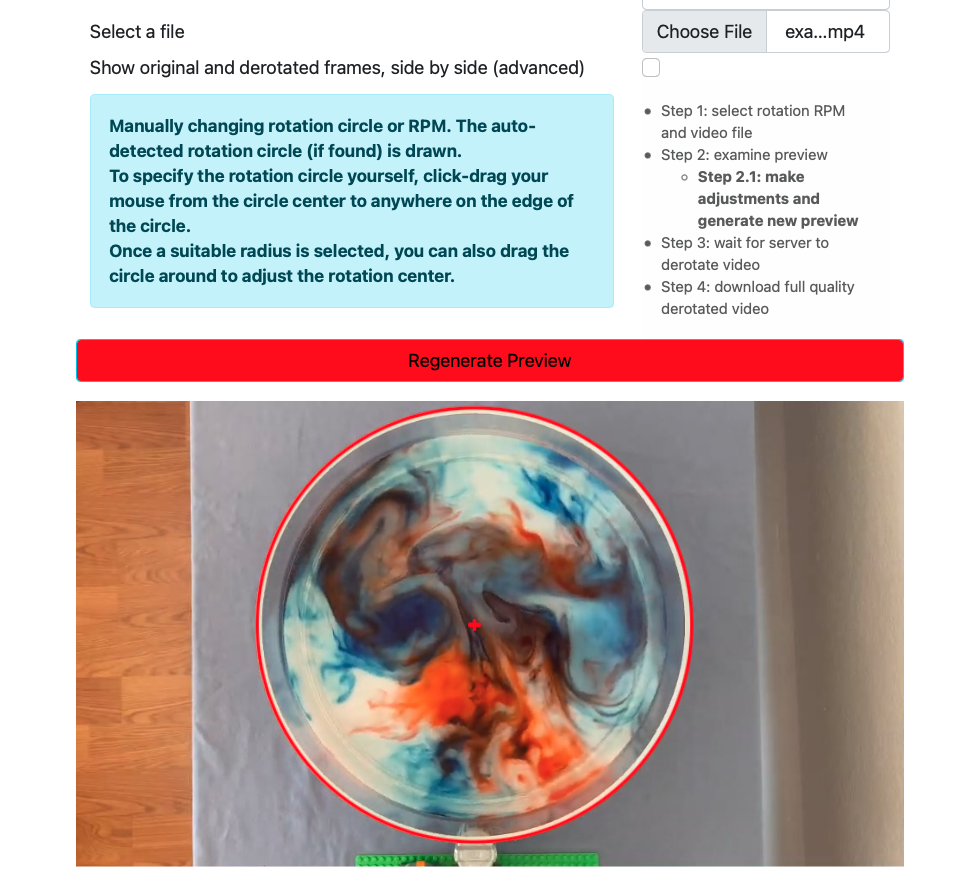 Select a file
Choose File
exa...mp4
Show original and derotated frames, side by side (advanced)
Manually changing rotation circle or RPM. The auto-
detected rotation circle (if found) is drawn.
To specify the rotation circle yourself, click-drag your
mouse from the circle center to anywhere on the edge of
the circle.
Once a suitable radius is selected, you can also drag the
circle around to adjust the rotation center.
Step 1: select rotation RPM
and video file
Step 2: examine preview
Step 2.1: make
adjustments and
generate new preview
Step 3: wait for server to
derotate video
Step 4: download full quality
derotated video
Regenerate Preview